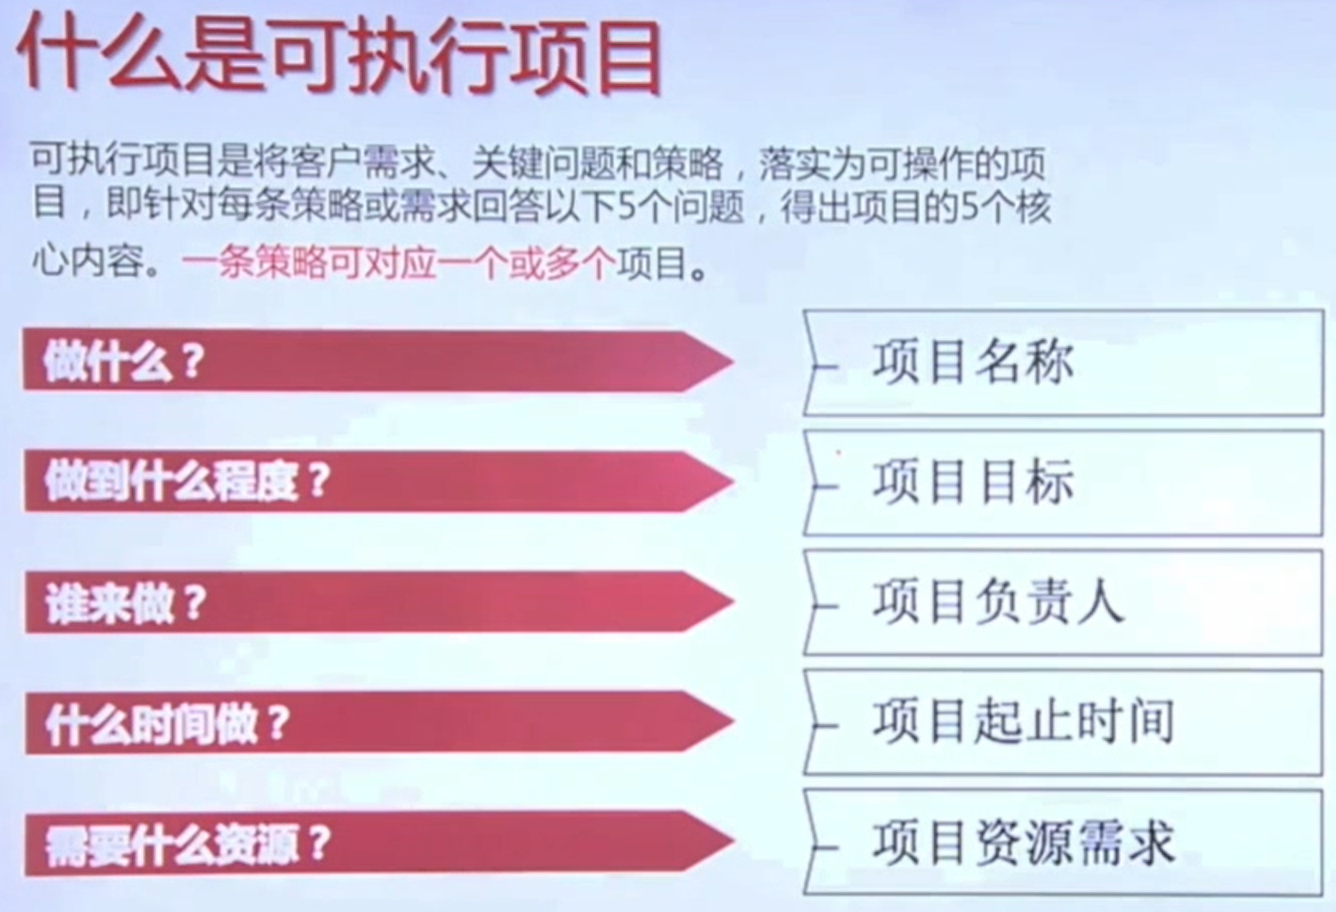 什么是可执行项目
可执行项目是将客户需求、关键问题和策略，落实为可操作的项
目，即针对每条策略或需求回答以下5个问题，得出项目的5个核
心内容。一条策略可对应一个或多个项目。
做什么？
项目名称
做到什么程度？
项目目标
谁来做？
项目负责人
什么时间做？
项目起止时间
需要什么资源？
项目资源需求